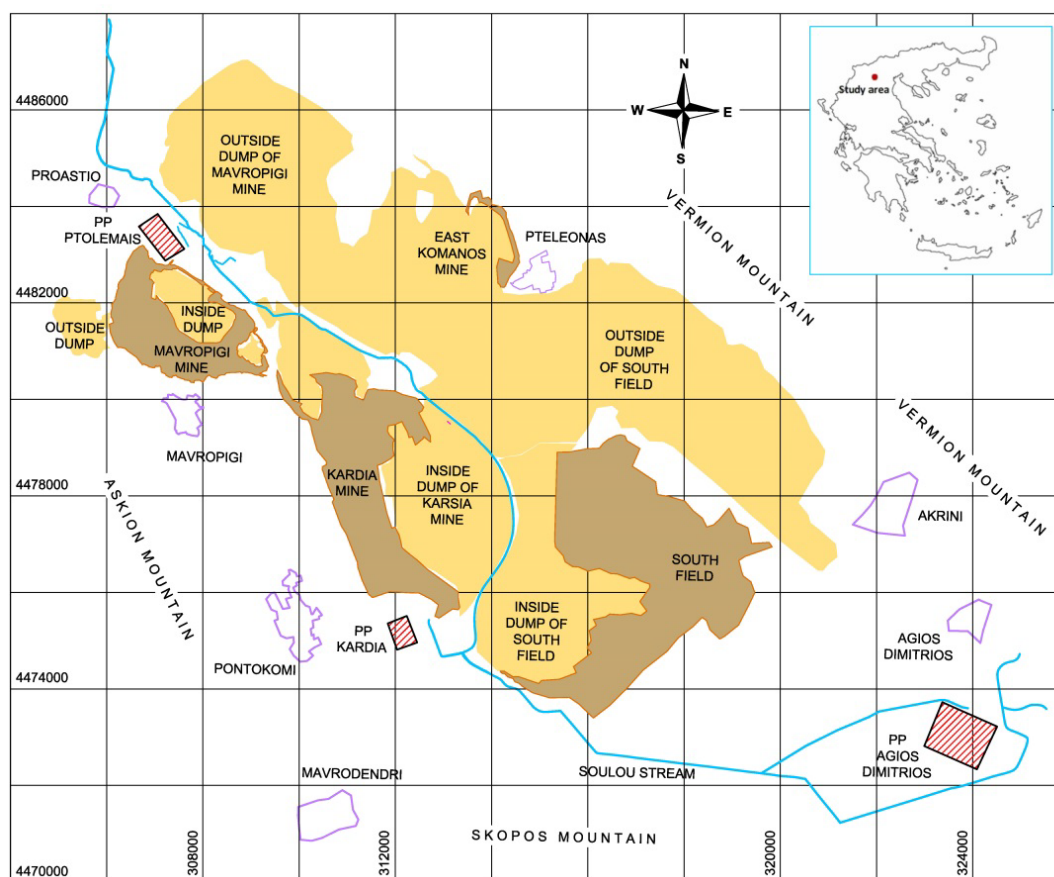 4486000
OUTSIDE
DUMP OF
MAVROPIGI
MINE
N
W
E
S
Study area
PROASTIO
PP
PTOLEMAIS
VERMION MOUNTAIN
EAST
KOMANOS
MINE
PTELEONAS
4482000
OUTSIDE
DUMP
INSIDE
DUMP
MAVROPIGI
MINE
OUTSIDE
DUMP
OF SOUTH
FIELD
VERMION MOUNTAIN
MAVROPIGI
4478000
ASKION MOUNTAIN
KARDIA
MINE
INSIDE
DUMP OF
KARSIA
MINE
AKRINI
SOUTH
FIELD
INSIDE
DUMP OF
SOUTH
FIELD
PP
KARDIA
PONTOKOMI
AGIOS
DIMITRIOS
4474000
PP
AGIOS
DIMITRIOS
MAVRODENDRI
SOULOU STREAM
SKOPOS MOUNTAIN
4470000
308000
312000
320000
324000